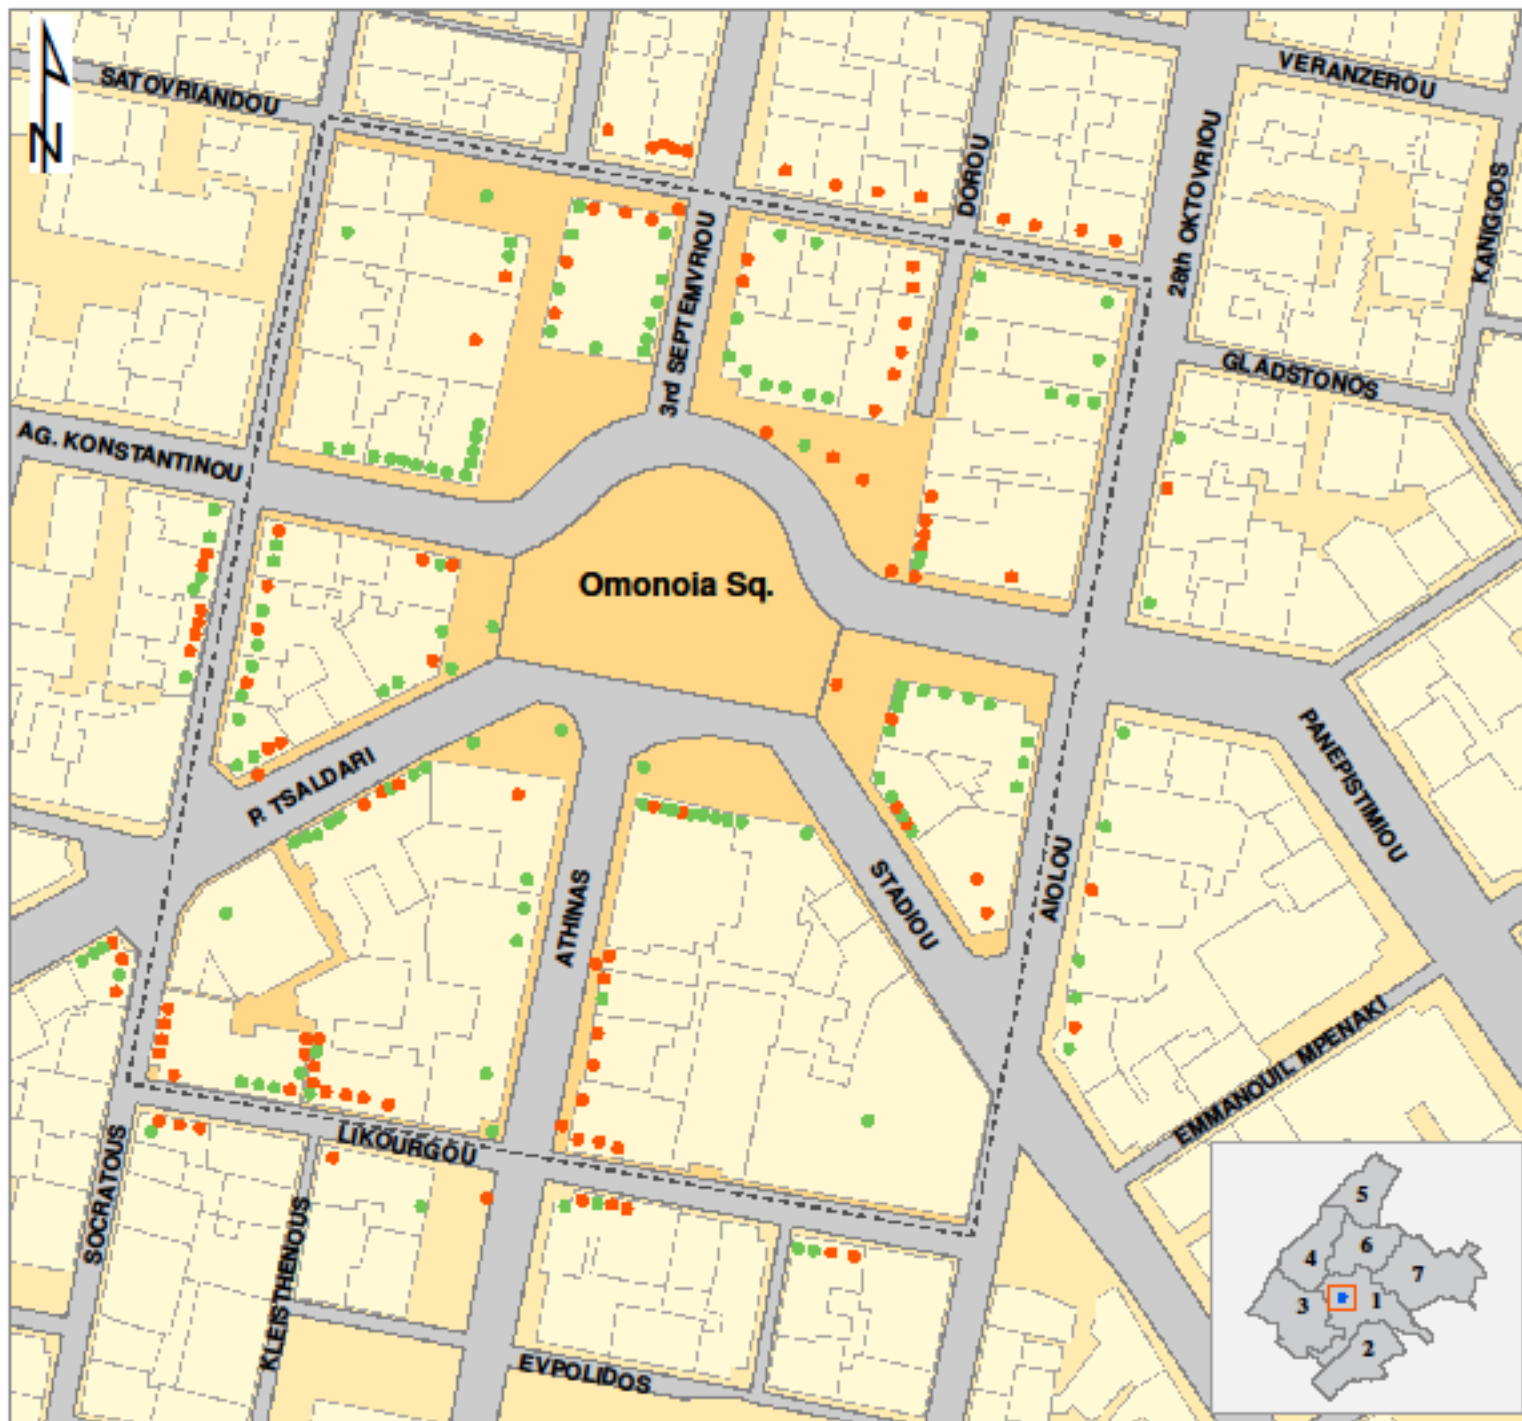 SATOVRIANDOU
VERANZEROU
DOROU
28th OKTOVRIOU
KANIGGOS
3rd SEPTEMVRIOU
GLADSTONOS
AG. KONSTANTINOU
Omonoia Sq.
P. TSALDARI
PANEPISTIMIOU
ATHINAS
STADIOU
AIOLOU
EMMANOUIL MPENAKI
LIKOURGOU
SOCRATOUS
KLEISTHENOUS
EVPOLIDOS
N
5
4
6
7
3
1
2